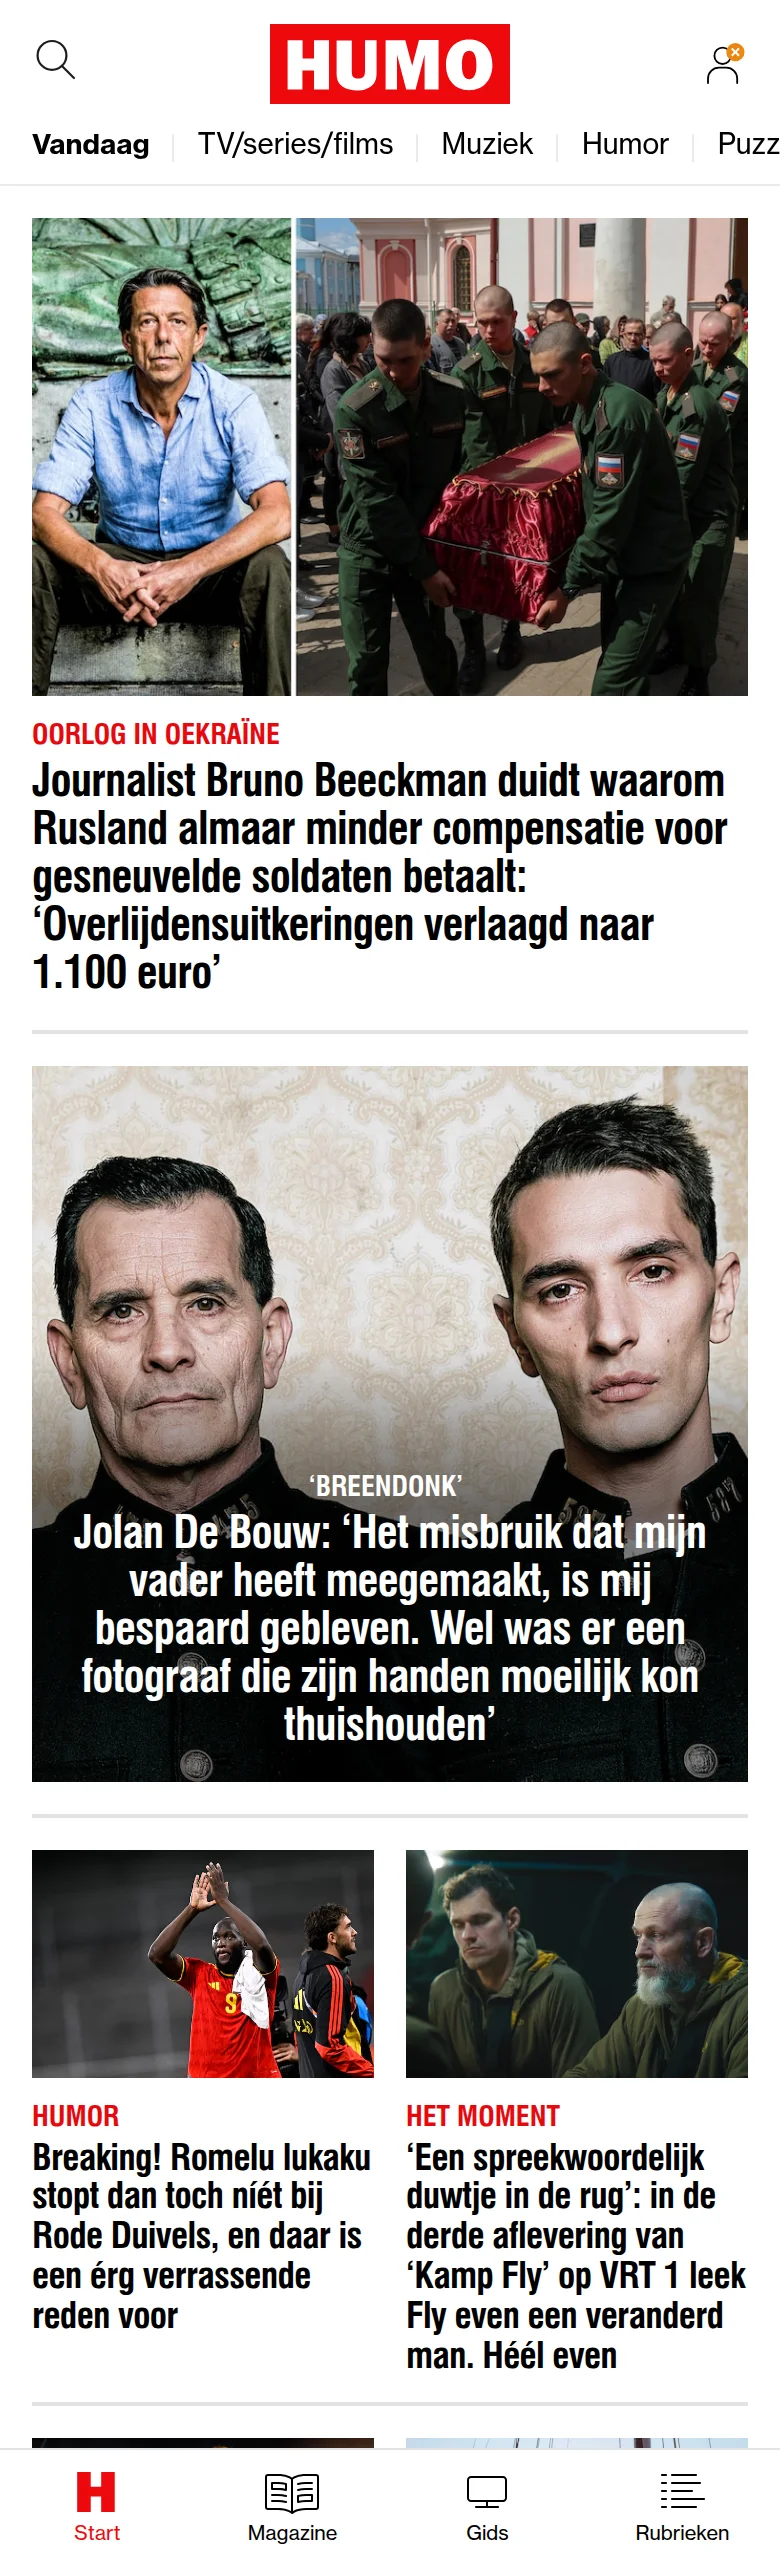 HUMO
Vandaag
TV/series/films
Muziek
Humor
Puzz
OORLOG IN OEKRAÏNE
Journalist Bruno Beeckman duidt waarom
Rusland almaar minder compensatie voor
gesneuvelde soldaten betaalt:
‘Overlijdensuitkeringen verlaagd naar
1.100 euro’
‘BREENDONK’
Jolan De Bouw: ‘Het misbruik dat mijn
vader heeft meegemaakt, is mij
bespaard gebleven. Wel was er een
fotograaf die zijn handen moeilijk kon
thuishouden’
9
HUMOR
Breaking! Romelu lukaku
stopt dan toch níét bij
Rode Duivels, en daar is
een érg verrassende
reden voor
HET MOMENT
‘Een spreekwoordelijk
duwtje in de rug’: in de
derde aflevering van
‘Kamp Fly’ op VRT 1 leek
Fly even een veranderd
man. Héél even
H
Start
Magazine
Gids
Rubrieken